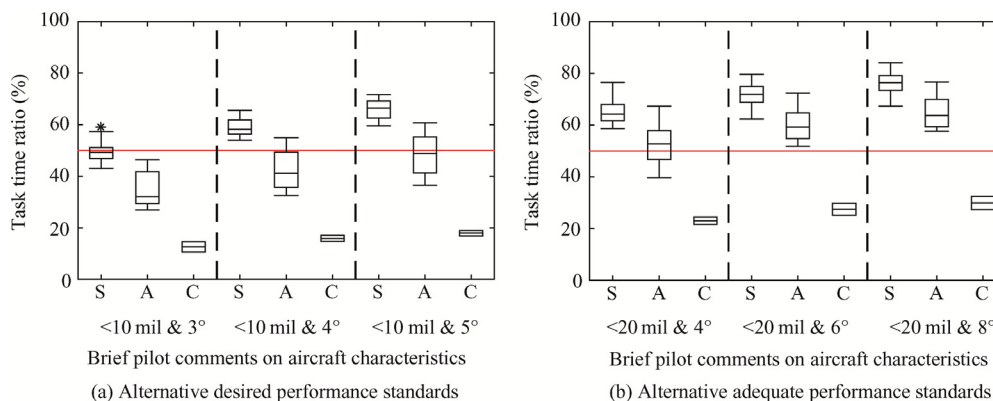 100
80
60
40
20
0
Task time ratio (%)
*
S A C S A C S A C
<10 mil & 3° <10 mil & 4° <10 mil & 5°
Brief pilot comments on aircraft characteristics
(a) Alternative desired performance standards
100
80
60
40
20
0
Task time ratio (%)
S A C S A C S A C
<20 mil & 4° <20 mil & 6° <20 mil & 8°
Brief pilot comments on aircraft characteristics
(b) Alternative adequate performance standards